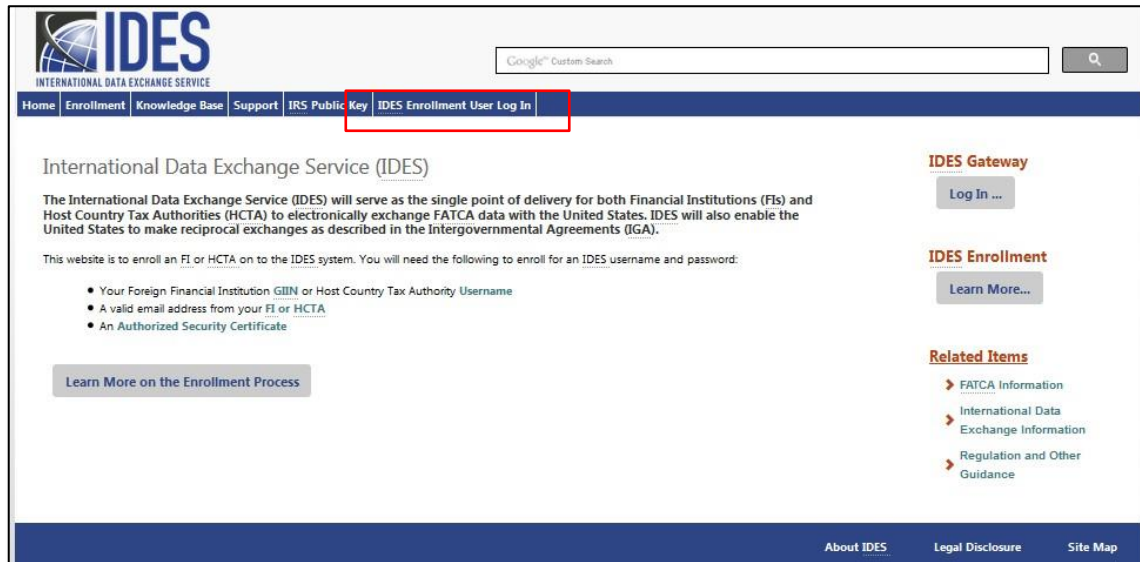 IDES
INTERNATIONAL DATA EXCHANGE SERVICE
Google™ Custom Search
Home Enrollment Knowledge Base Support IRS Public Key IDES Enrollment User Log In
International Data Exchange Service (IDES)
The International Data Exchange Service (IDES) will serve as the single point of delivery for both Financial Institutions (FIs) and
Host Country Tax Authorities (HCTA) to electronically exchange FATCA data with the United States. IDES will also enable the
United States to make reciprocal exchanges as described in the Intergovernmental Agreements (IGA).
This website is to enroll an FI or HCTA on to the IDES system. You will need the following to enroll for an IDES username and password:
• Your Foreign Financial Institution GIIN or Host Country Tax Authority Username
• A valid email address from your FI or HCTA
• An Authorized Security Certificate
Learn More on the Enrollment Process
IDES Gateway
Log In ...
IDES Enrollment
Learn More...
Related Items
FATCA Information
International Data
Exchange Information
Regulation and Other
Guidance
About IDES Legal Disclosure Site Map